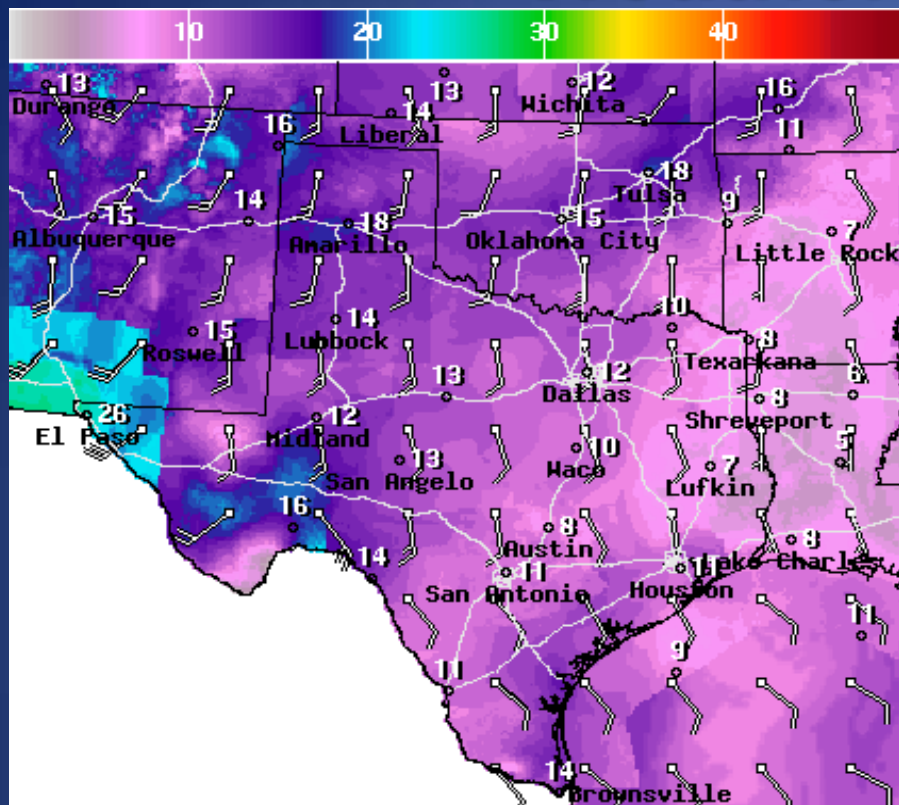 10 20 30 40
13 13 12 16
Durango Wichita
14
Liberal
16 11
18
Tulsa
14
15 18 15 9 7
Albuquerque Amarillo Oklahoma City
Little Rock
10
15 14
Roswell Lubbock 8
Texarkana
12
13 6
Dallas
8
26 12 Shreveport
El Paso Midland
10 5
13 Waco 7
San Angelo Lufkin
16
8 8
Austin
14 11 11 Lake Charles
San Antonio Houston
11
9
11
14
Brownsville